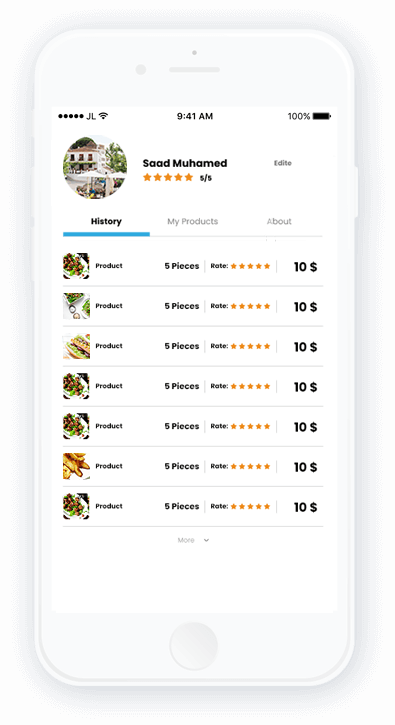 JL 9:41 AM 100%
Saad Muhamed Edite
5/5
History My Products About
Product 5 Pieces Rate: 10 $
Product 5 Pieces Rate: 10 $
Product 5 Pieces Rate: 10 $
Product 5 Pieces Rate: 10 $
Product 5 Pieces Rate: 10 $
Product 5 Pieces Rate: 10 $
Product 5 Pieces Rate: 10 $
More